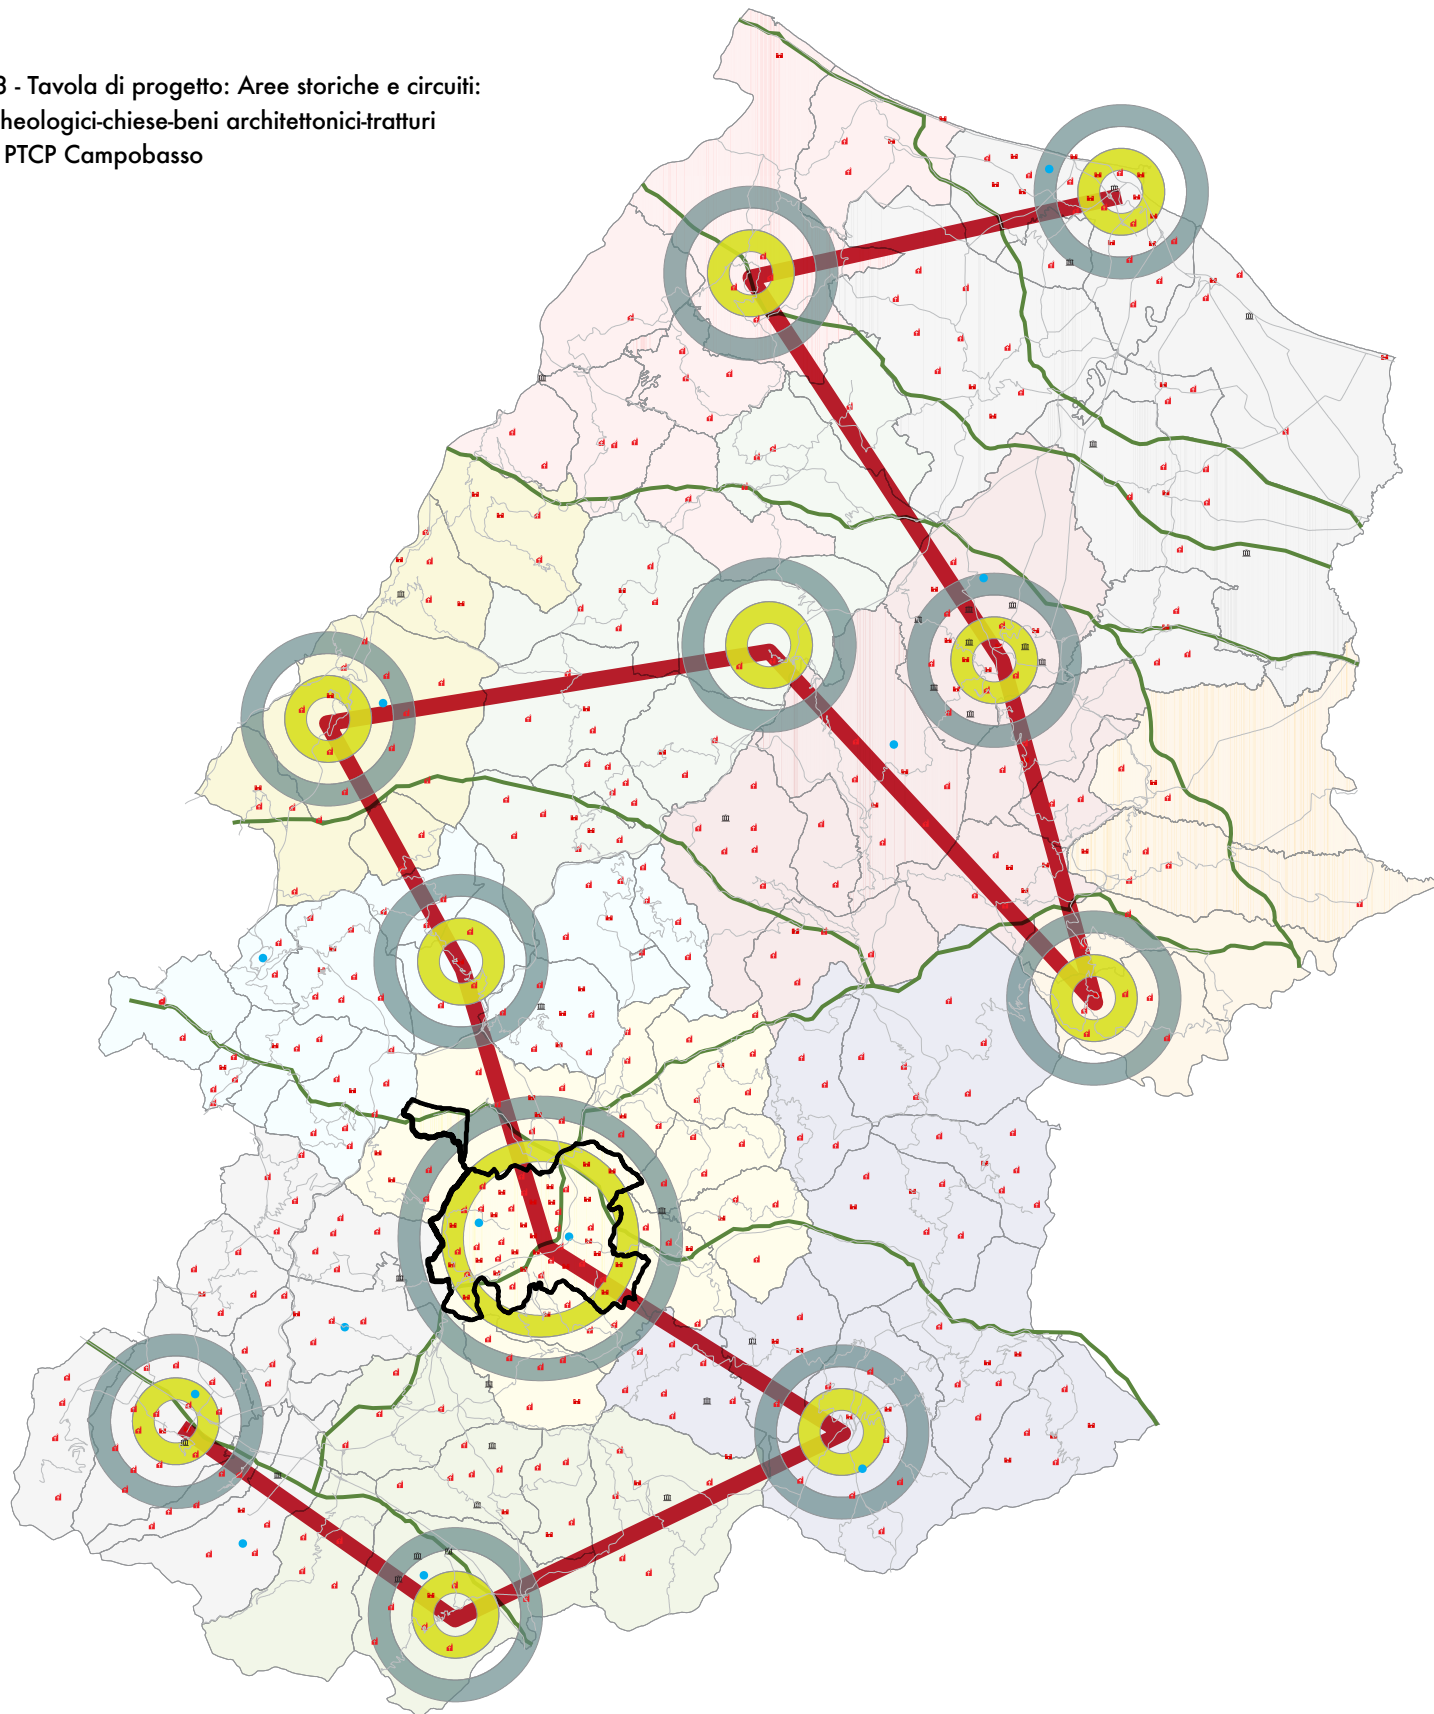 3 - Tavola di progetto: Aree storiche e circuiti:
heologici-chiese-beni architettonici-tratturi
PTCP Campobasso